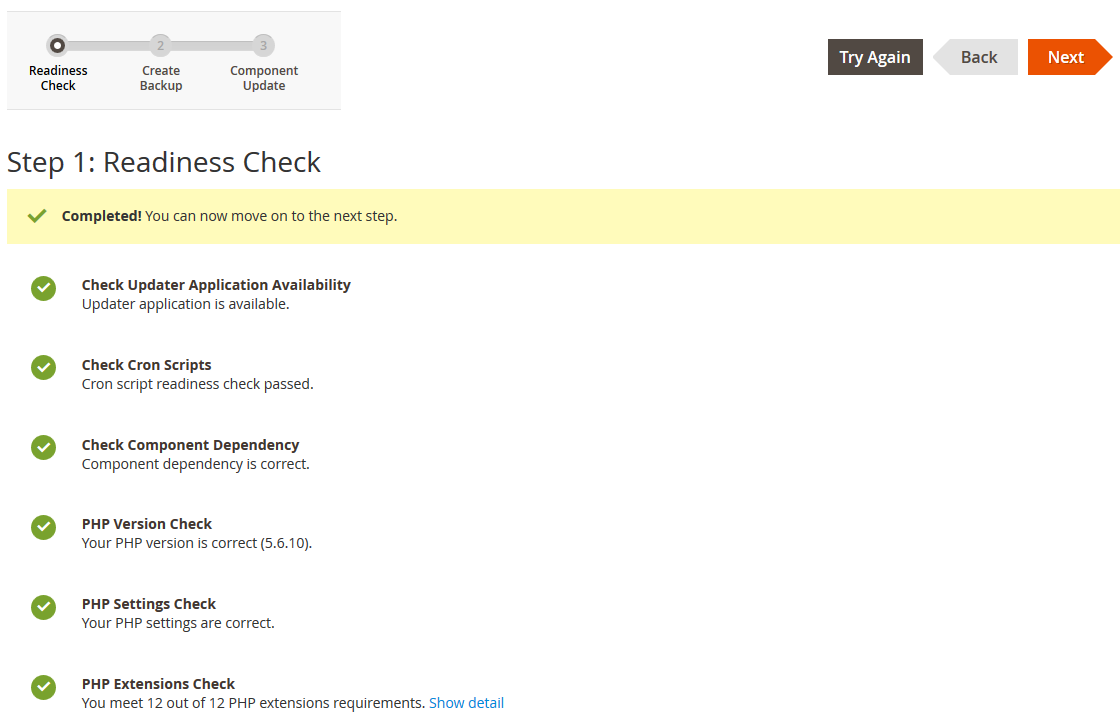 2
3
Readiness
Check
Create
Backup
Component
Update
Try Again
Back
Next
Step 1: Readiness Check
Completed! You can now move on to the next step.
Check Updater Application Availability
Updater application is available.
Check Cron Scripts
Cron script readiness check passed.
Check Component Dependency
Component dependency is correct.
PHP Version Check
Your PHP version is correct (5.6.10).
PHP Settings Check
Your PHP settings are correct.
PHP Extensions Check
You meet 12 out of 12 PHP extensions requirements. Show detail